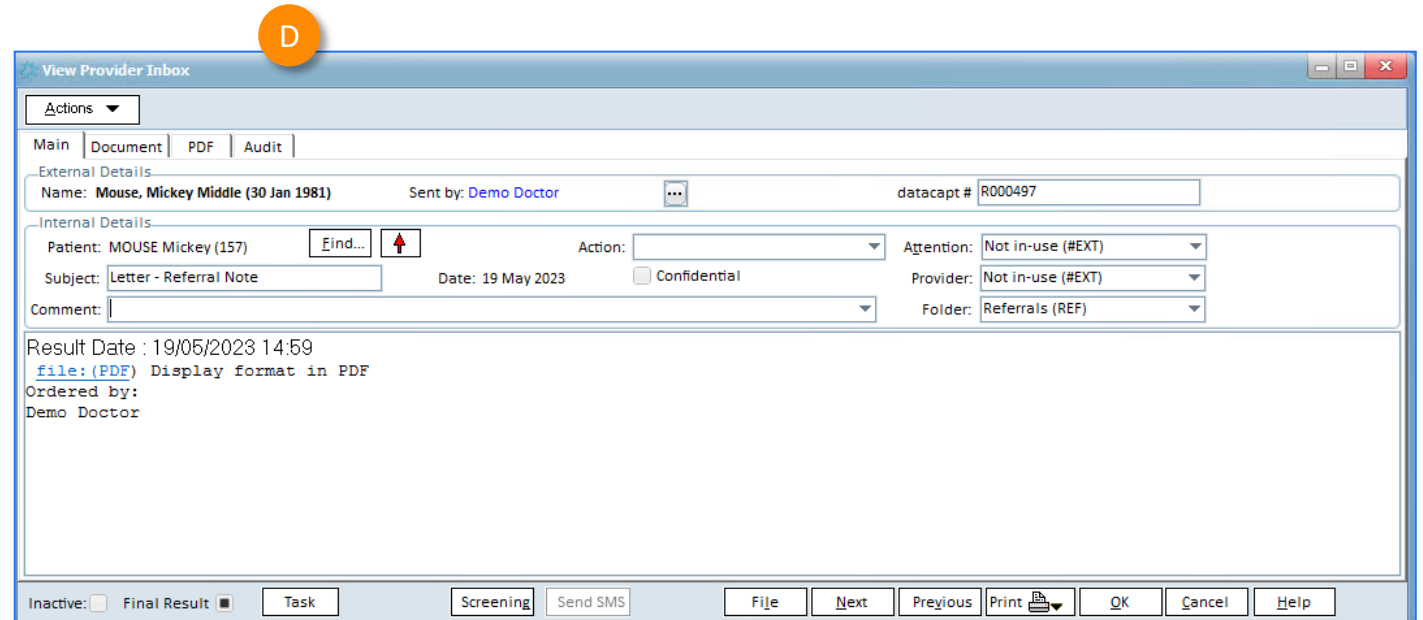 D
View Provider Inbox
Actions
Main Document PDF Audit
External Details
Name: Mouse, Mickey Middle (30 Jan 1981) Sent by: Demo Doctor ... datacapt # R000497
Internal Details
Patient: MOUSE Mickey (157) Find... Action: Attention: Not in-use (#EXT)
Subject: Letter - Referral Note Date: 19 May 2023 Confidential Provider: Not in-use (#EXT)
Comment: Folder: Referrals (REF)
Result Date : 19/05/2023 14:59
file:(PDF) Display format in PDF
Ordered by:
Demo Doctor
Inactive: Final Result Task Screening Send SMS File Next Previous Print OK Cancel Help